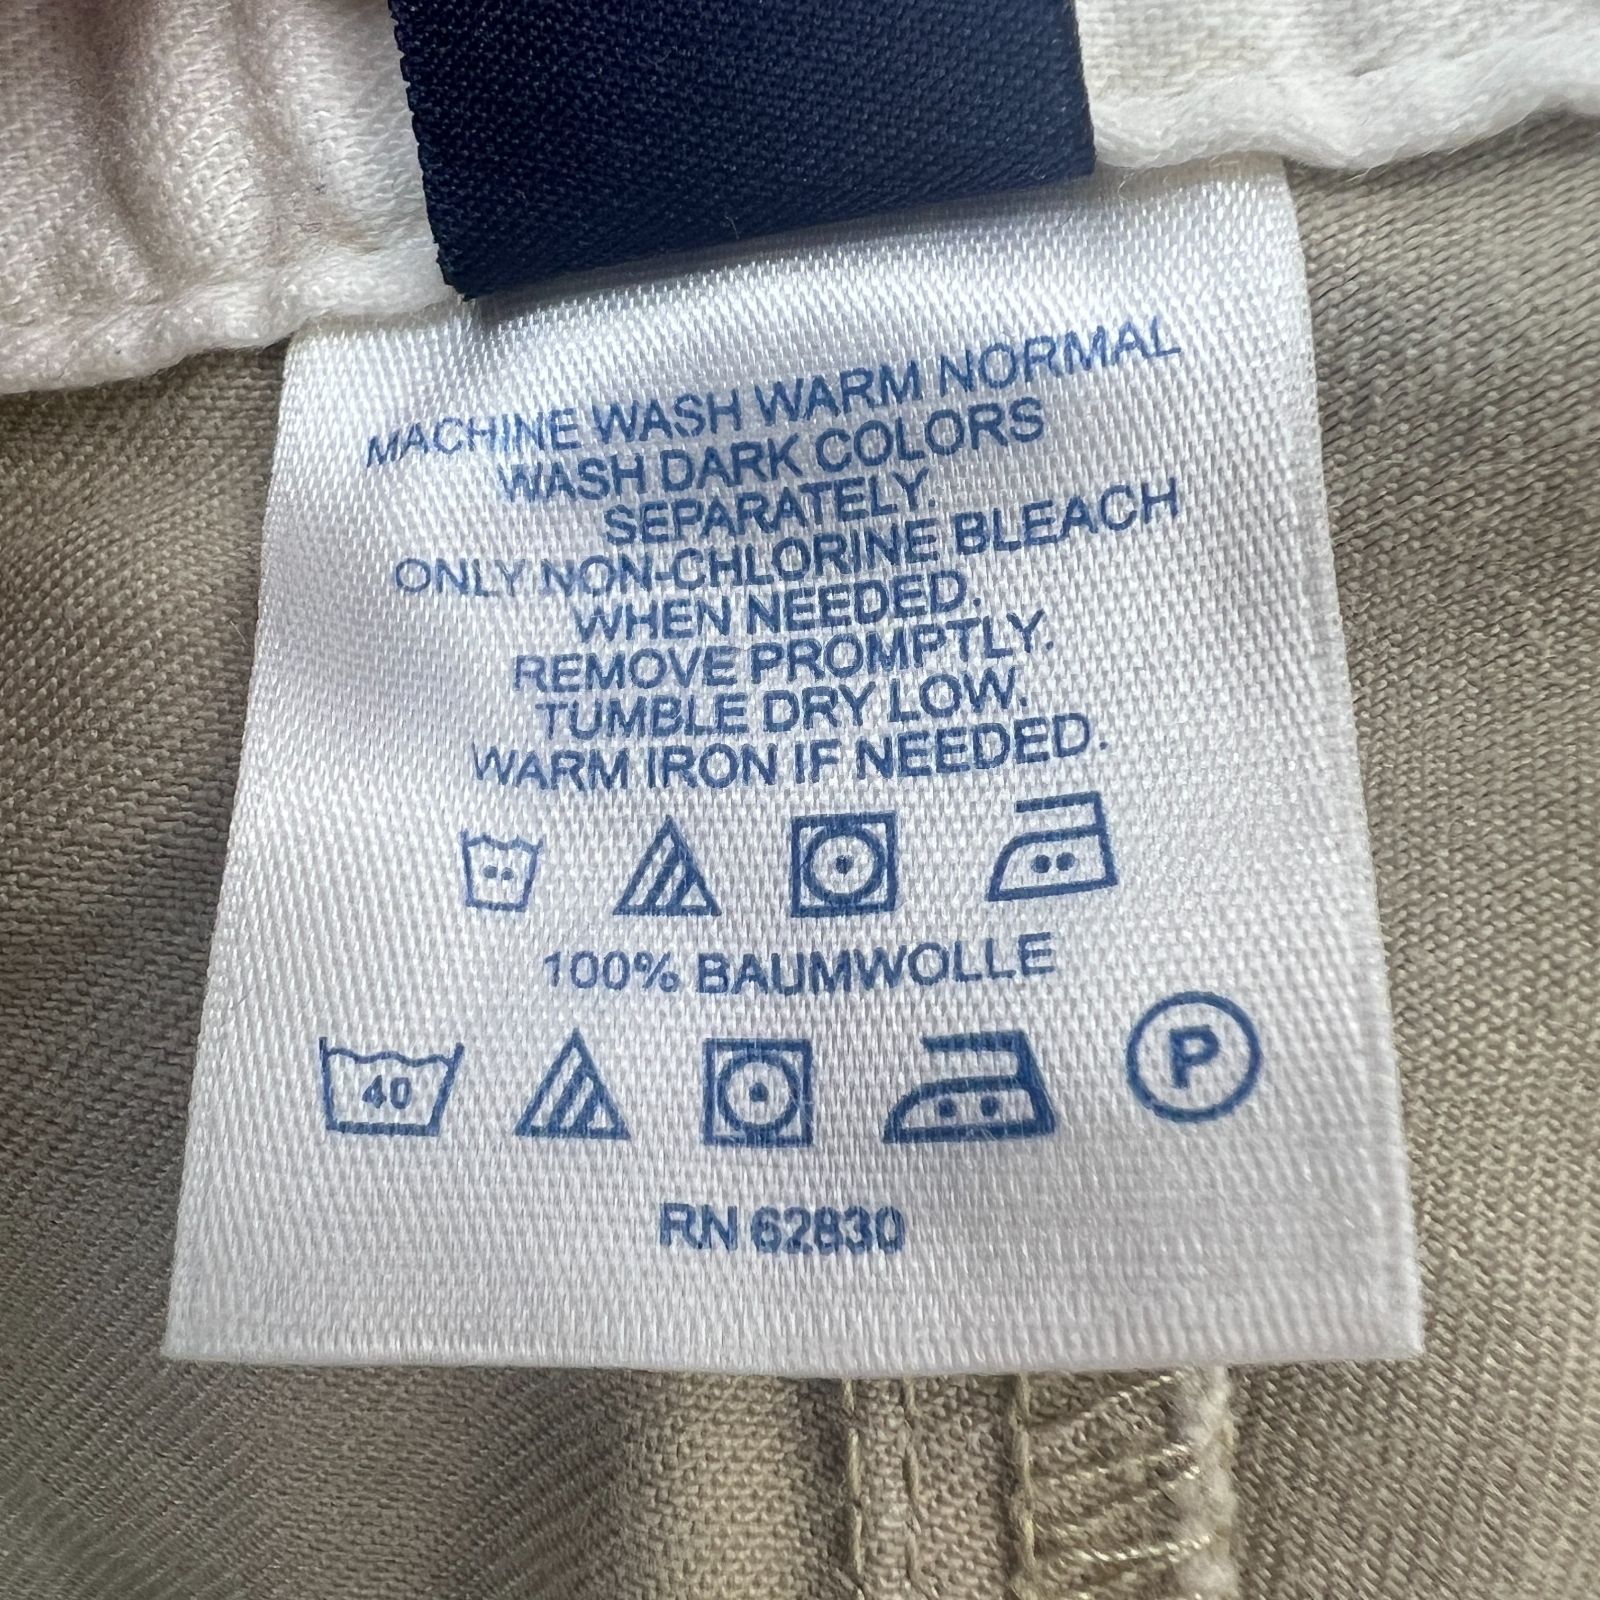 MACHINE WASH WARM NORMAL
WASH DARK COLORS
SEPARATELY.
ONLY NON-CHLORINE BLEACH
WHEN NEEDED.
REMOVE PROMPTLY.
TUMBLE DRY LOW.
WARM IRON IF NEEDED.
100% BAUMWOLLE
40
P
RN 62830